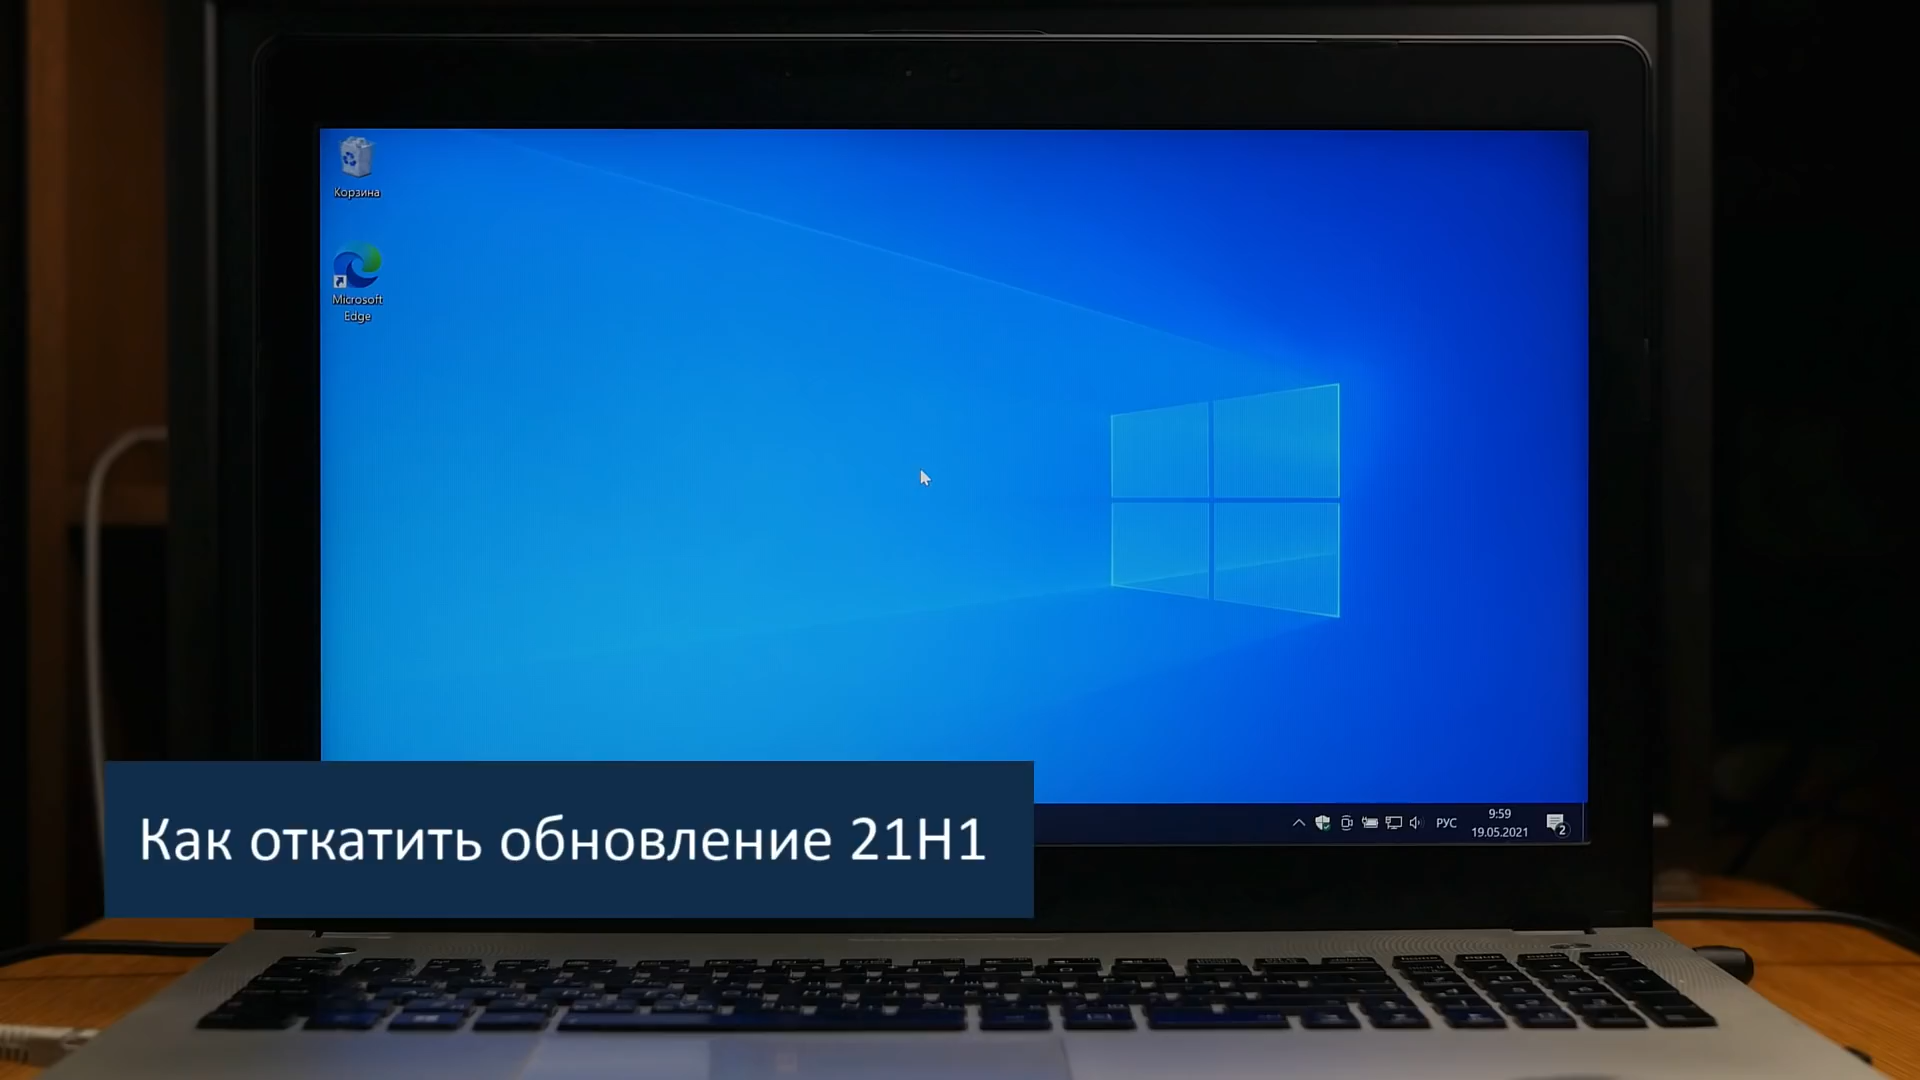 Корзина
Microsoft
Edge
Как откатить обновление 21H1
РУС
9:59
19.05.2021
2